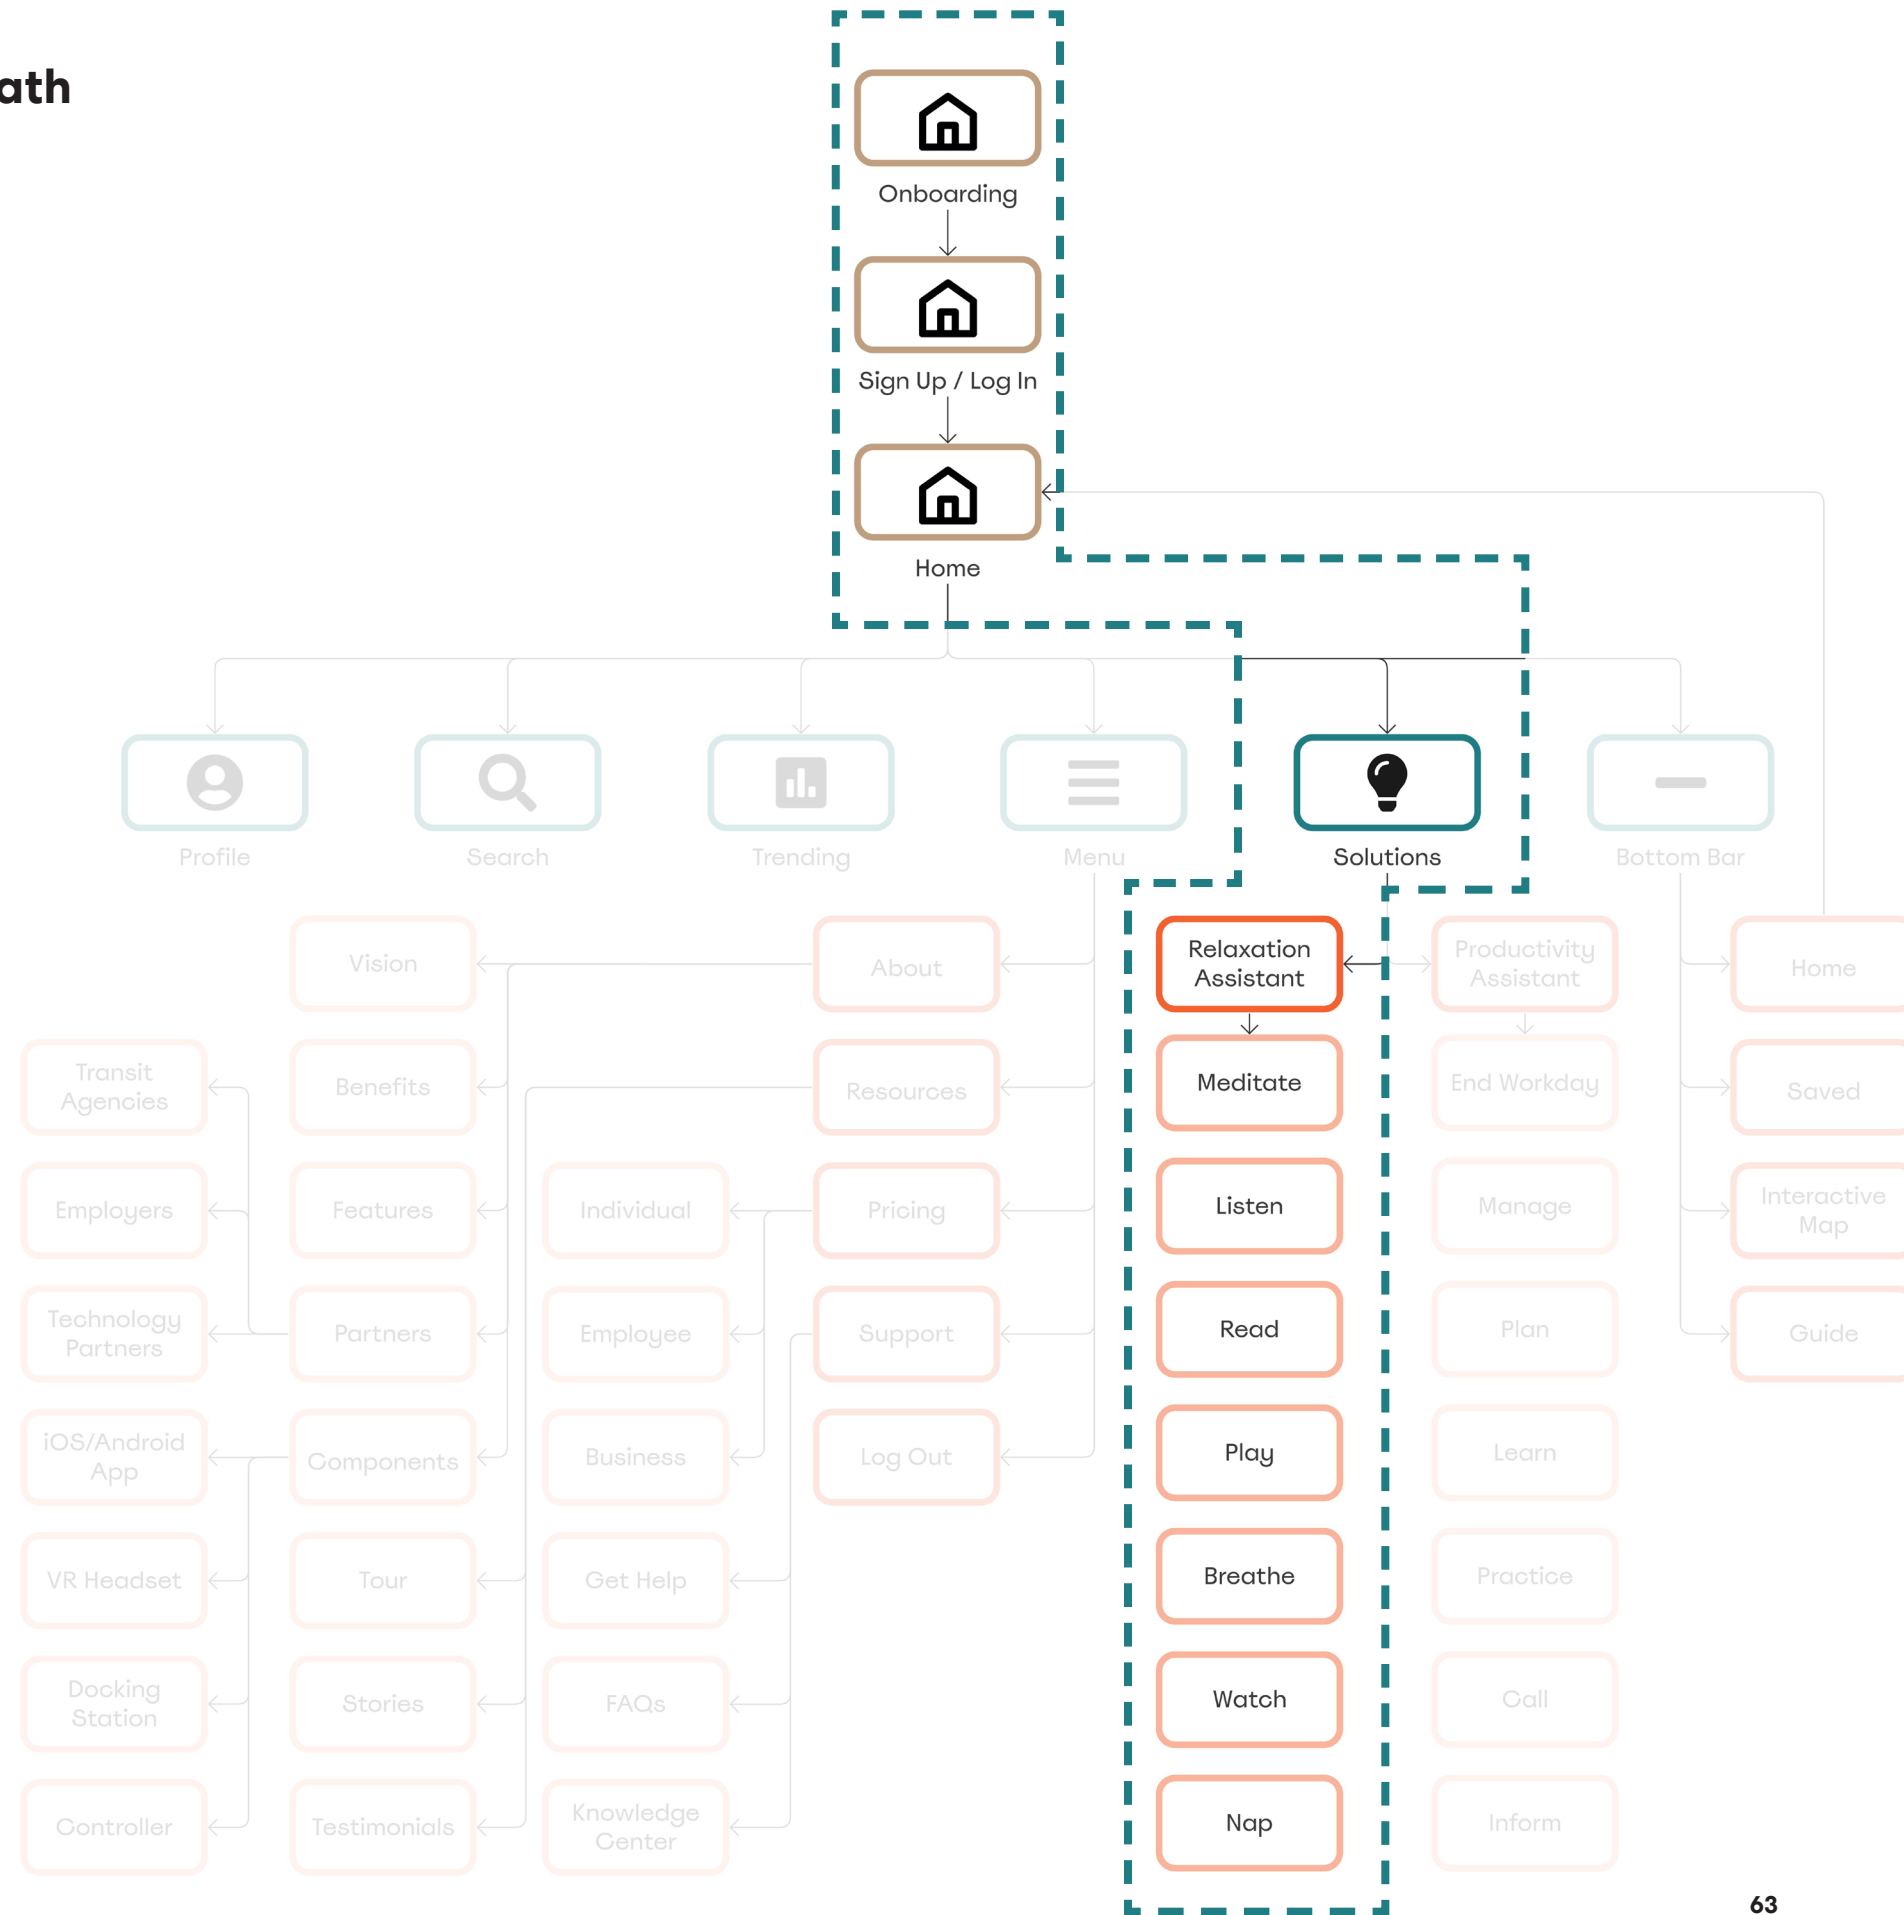 ath
Onboarding
Sign Up / Log In
Home
Profile
Search
Trending
Menu
Solutions
Bottom Bar
Vision
About
Relaxation
Assistant
Productivity
Assistant
Home
Transit
Agencies
Benefits
Resources
Meditate
End Workday
Saved
Employers
Features
Individual
Pricing
Listen
Manage
Interactive
Map
Technology
Partners
Partners
Employee
Support
Read
Plan
Guide
iOS/Android
App
Components
Business
Log Out
Play
Learn
VR Headset
Tour
Get Help
Breathe
Practice
Docking
Station
Stories
FAQs
Watch
Call
Controller
Testimonials
Knowledge
Center
Nap
Inform
63